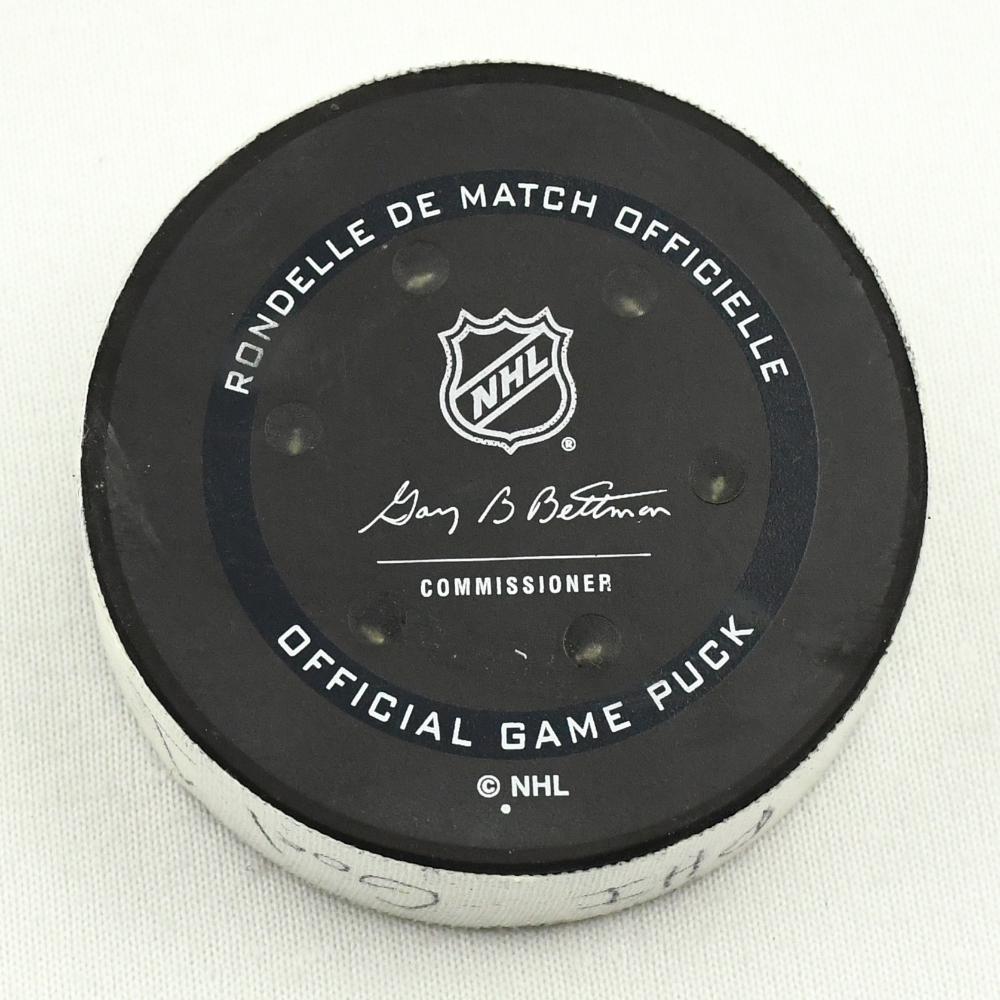 RONDELLE DE MATCH OFFICIELLE
NHL
®
Gary B Bettman
COMMISSIONER
OFFICIAL GAME PUCK
© NHL